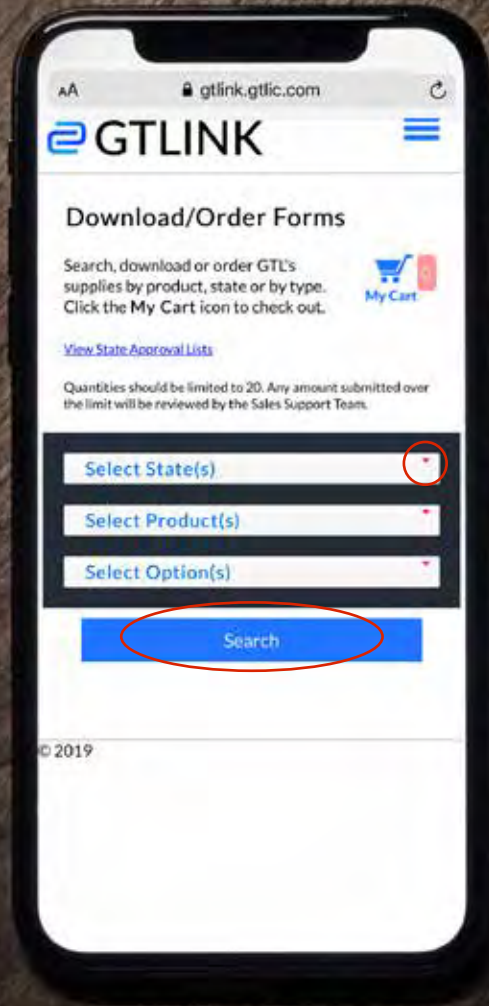 AA gtlink.gtlic.com
GTLINK
Download/Order Forms
Search, download or order GTL's
supplies by product, state or by type.
Click the My Cart icon to check out.
0
My Cart
View State Approval Lists
Quantities should be limited to 20. Any amount submitted over
the limit will be reviewed by the Sales Support Team.
Select State(s)
Select Product(s)
Select Option(s)
Search
© 2019